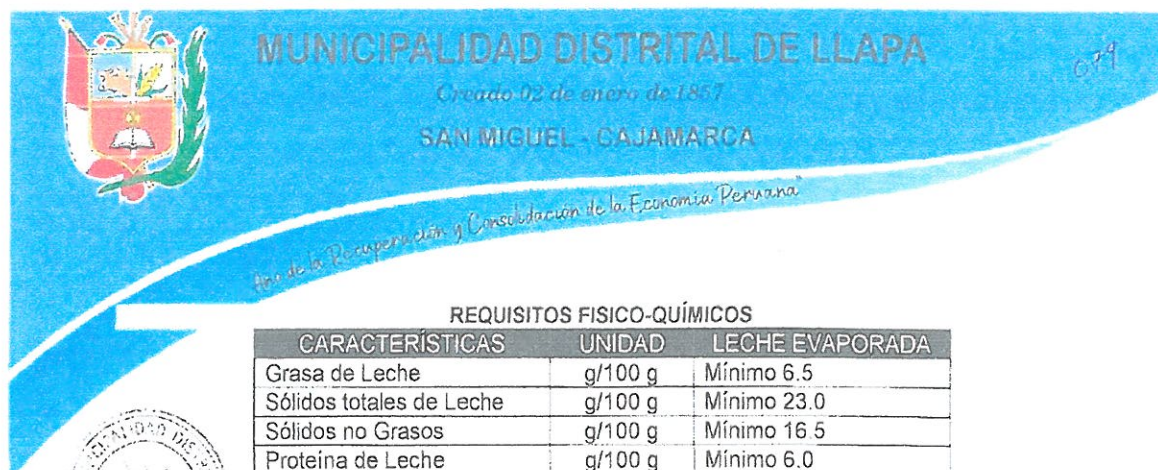 MUNICIPALIDAD DISTRITAL DE LLAPA
Creado 02 de enero de 1857
SAN MIGUEL - CAJAMARCA
079
Año de la Recuperación y Consolidación de la Economía Peruana"
REQUISITOS FISICO-QUÍMICOS
CARACTERÍSTICAS UNIDAD LECHE EVAPORADA
Grasa de Leche g/100 g Mínimo 6.5
Sólidos totales de Leche g/100 g Mínimo 23.0
Sólidos no Grasos g/100 g Mínimo 16.5
Proteína de Leche g/100 g Mínimo 6.0